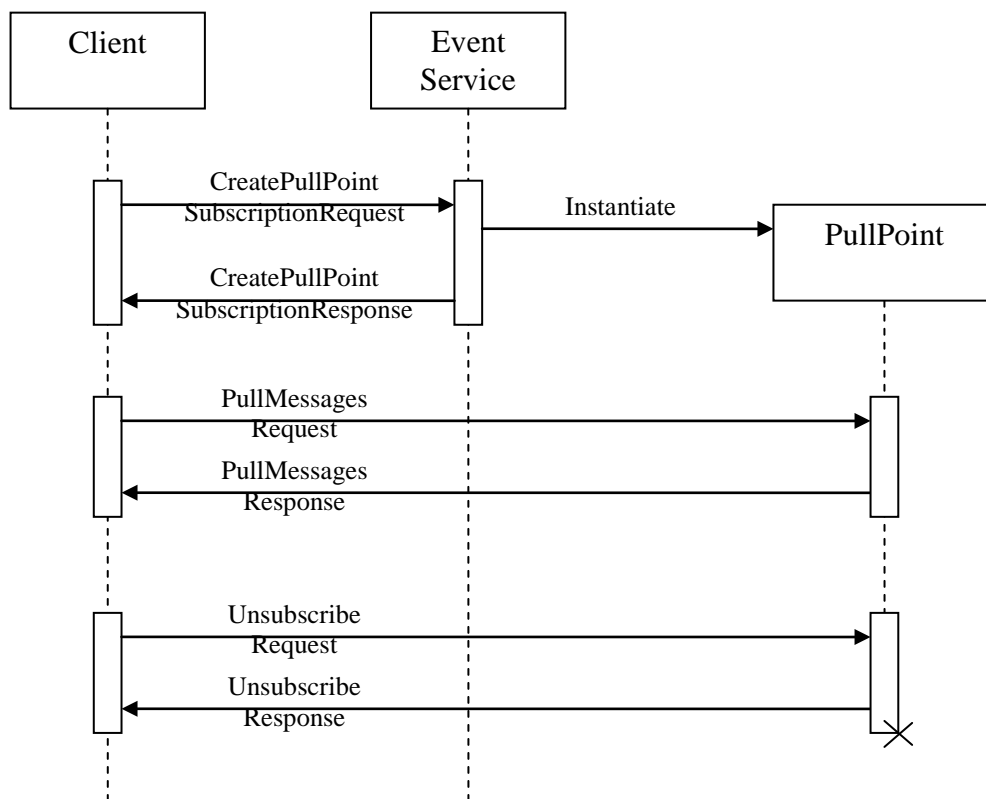 Client
Event
Service
CreatePullPoint
SubscriptionRequest
Instantiate
PullPoint
CreatePullPoint
SubscriptionResponse
PullMessages
Request
PullMessages
Response
Unsubscribe
Request
Unsubscribe
Response